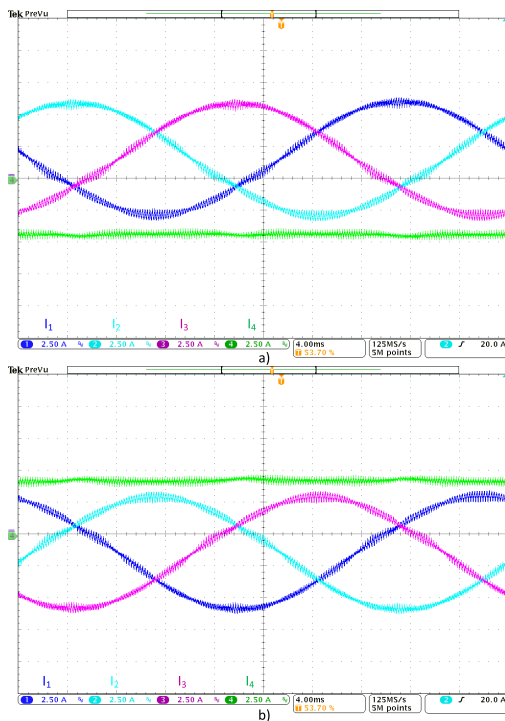 Tek PreVu
T
4
I1 I2 I3 I4
1 2.50 A 2 2.50 A 3 2.50 A 4 2.50 A 4.00ms 125MS/s 2 20.0 A
T 53.70 % 5M points
a)
Tek PreVu
T
4
I1 I2 I3 I4
1 2.50 A 2 2.50 A 3 2.50 A 4 2.50 A 4.00ms 125MS/s 2 20.0 A
T 53.70 % 5M points
b)